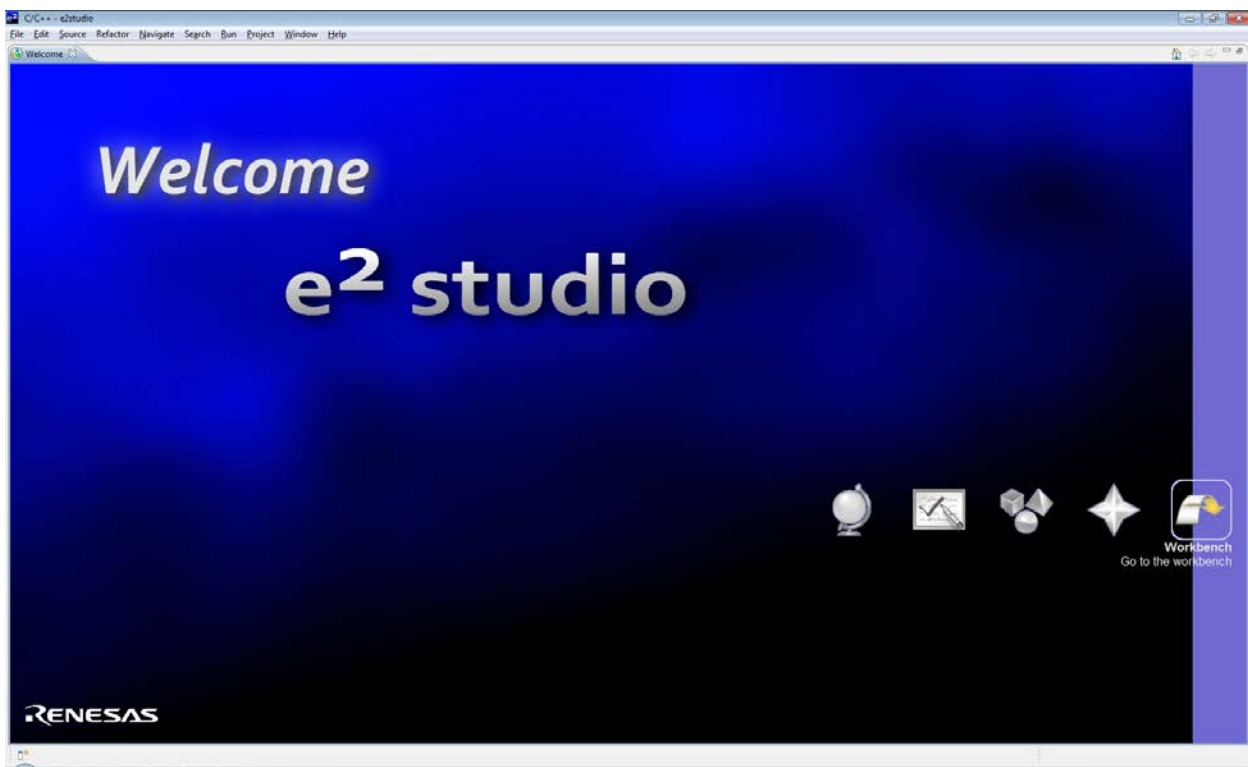 C/C++ - e2studio
File Edit Source Refactor Navigate Search Run Project Window Help
Welcome
Welcome
e² studio
Workbench
Go to the workbench
RENESAS